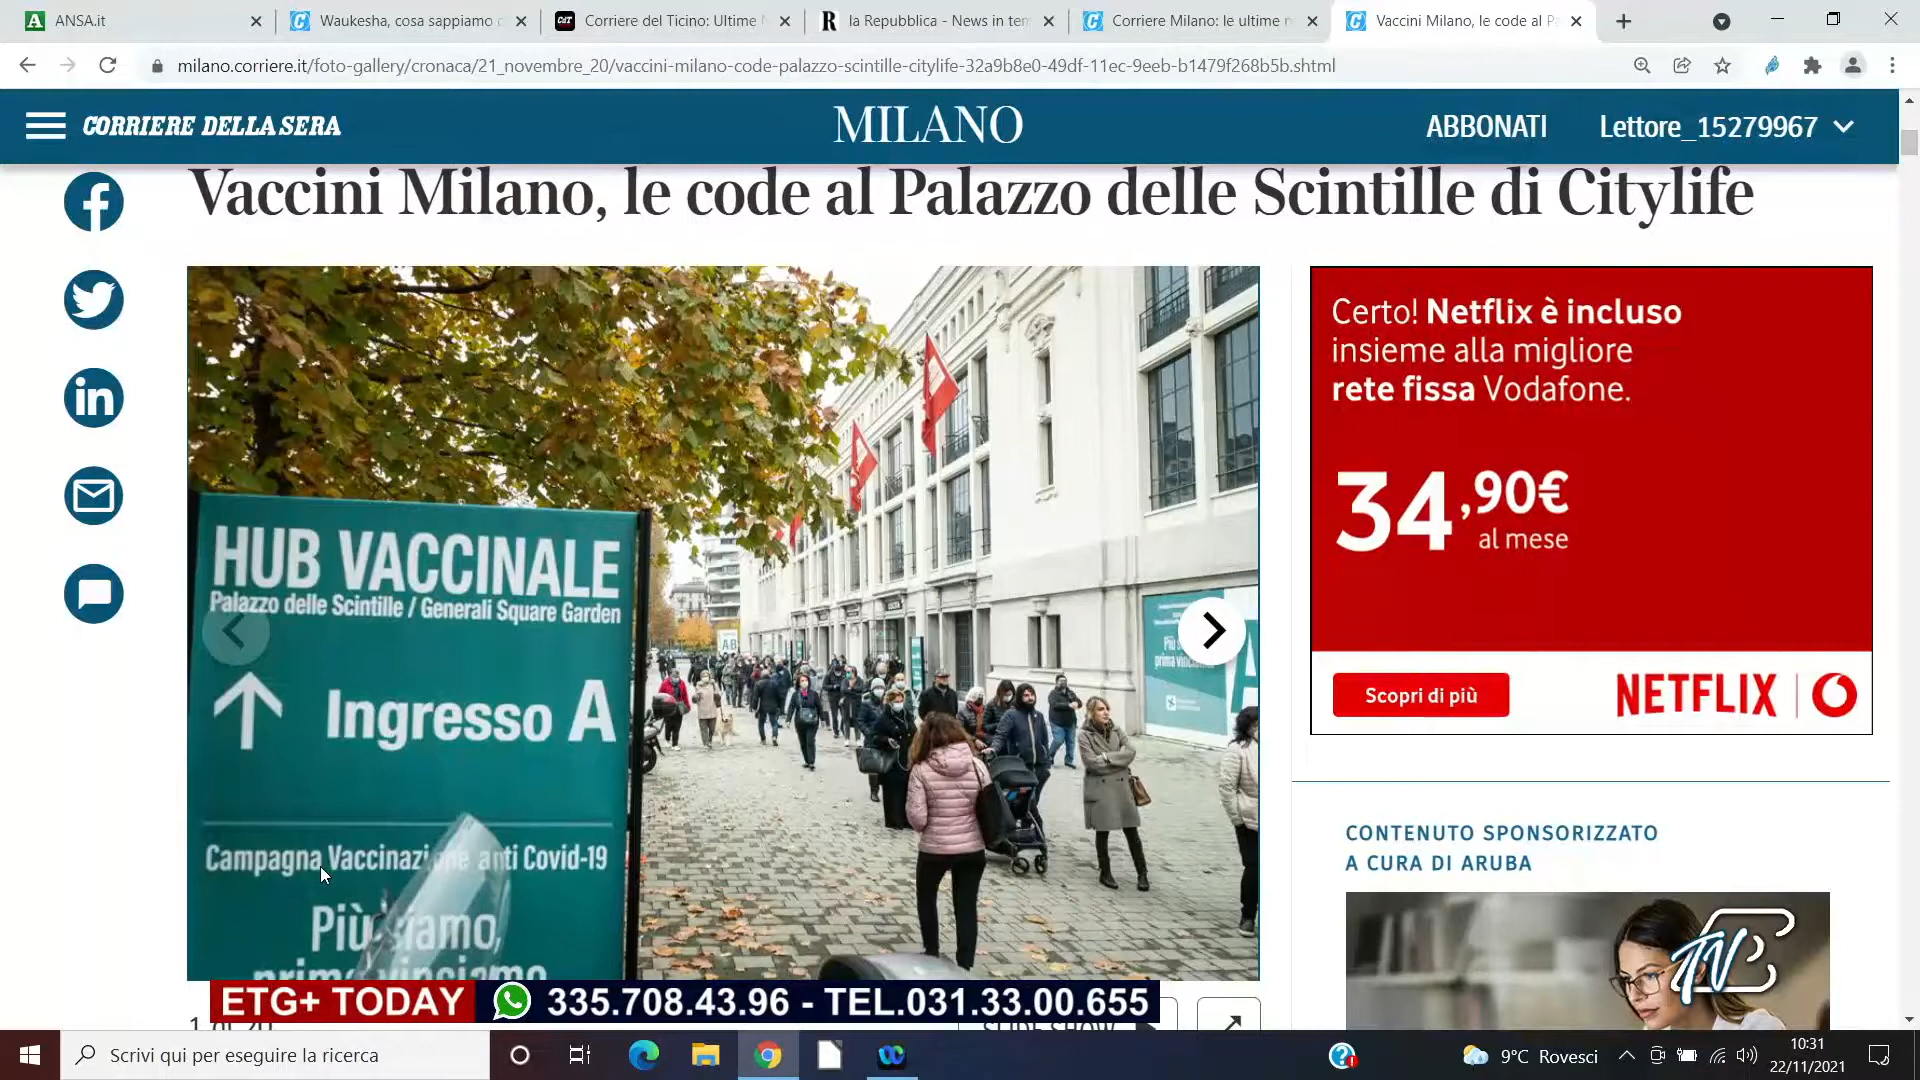 ANSA.it
Waukesha, cosa sappiamo
Corriere del Ticino: Ultime
la Repubblica - News in
Corriere Milano: le ultime
Vaccini Milano, le code al
milano.corriere.it/foto-gallery/cronaca/21_novembre_20/vaccini-milano-code-palazzo-scintille-citylife-32a9b8e0-49df-11ec-9eeb-b1479f268b5b.shtml
CORRIERE DELLA SERA
MILANO
ABBONATI
Lettore_15279967
Vaccini Milano, le code al Palazzo delle Scintille di Citylife
HUB VACCINALE
Palazzo delle Scintille / Generali Square Garden
Ingresso A
Campagna anti Covid-19
prima vinciamo
Certo! Netflix è incluso
insieme alla migliore
rete fissa Vodafone.
34,90€
al mese
Scopri di più
NETFLIX
CONTENUTO SPONSORIZZATO
A CURA DI ARUBA
ETG+ TODAY 335.708.43.96 - TEL.031.33.00.655
Scrivi qui per eseguire la ricerca
9°C Rovesci
10:31
22/11/2021